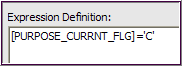 Expression Definition:
[PURPOSE_CURRNT_FLG]='C'